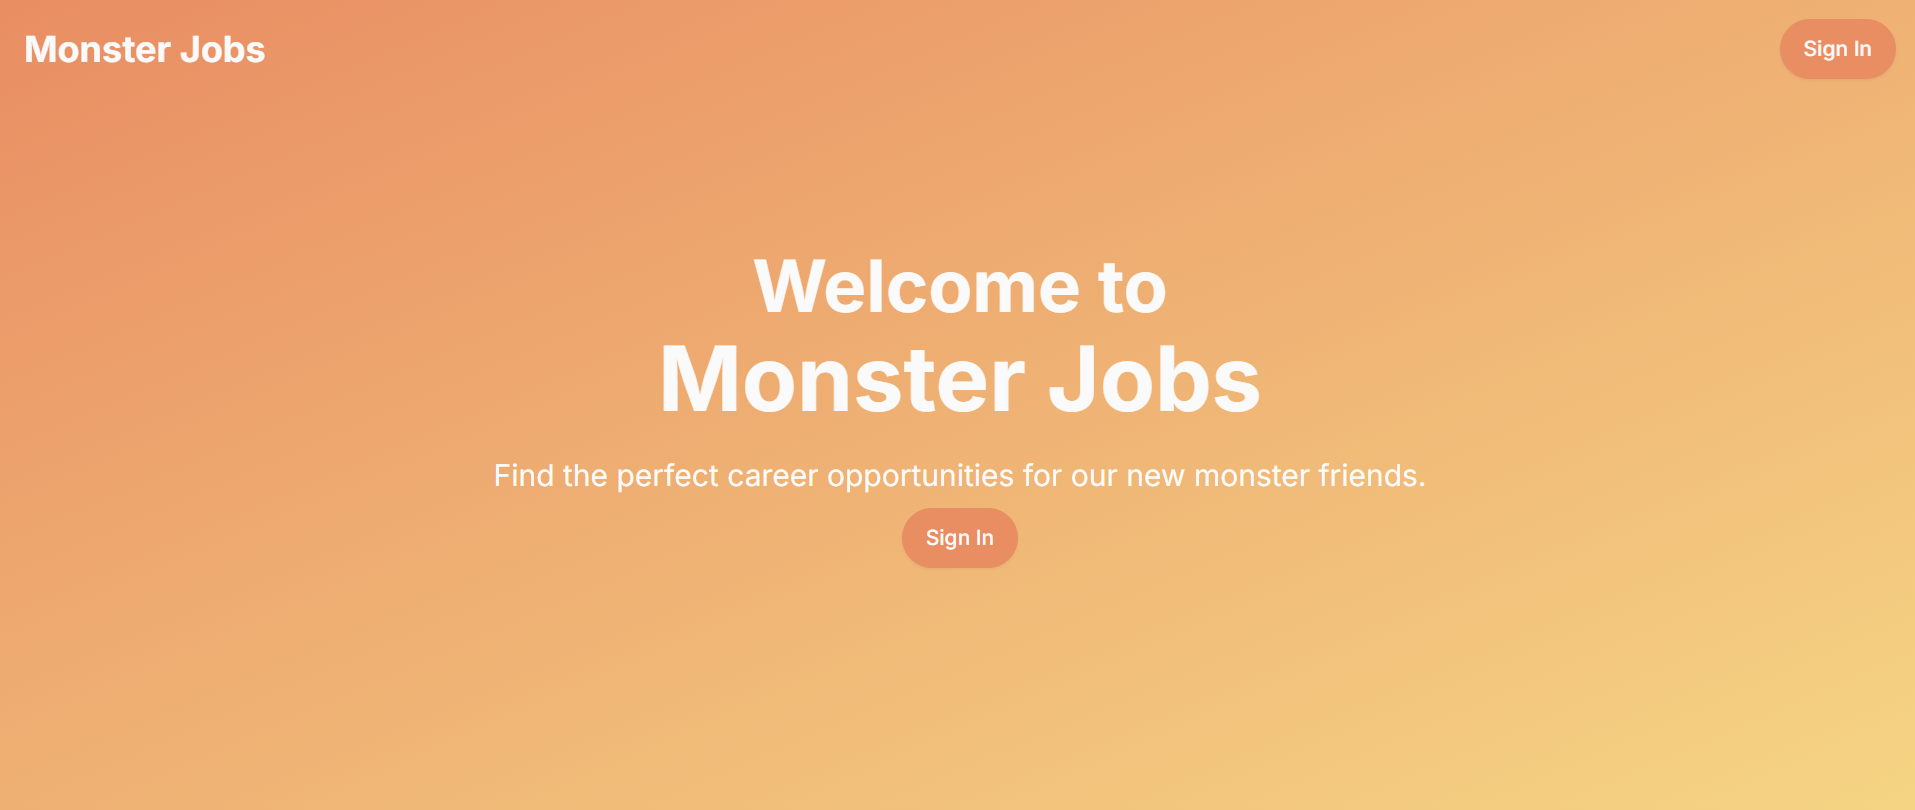 Monster Jobs
Sign In
Welcome to
Monster Jobs
Find the perfect career opportunities for our new monster friends.
Sign In